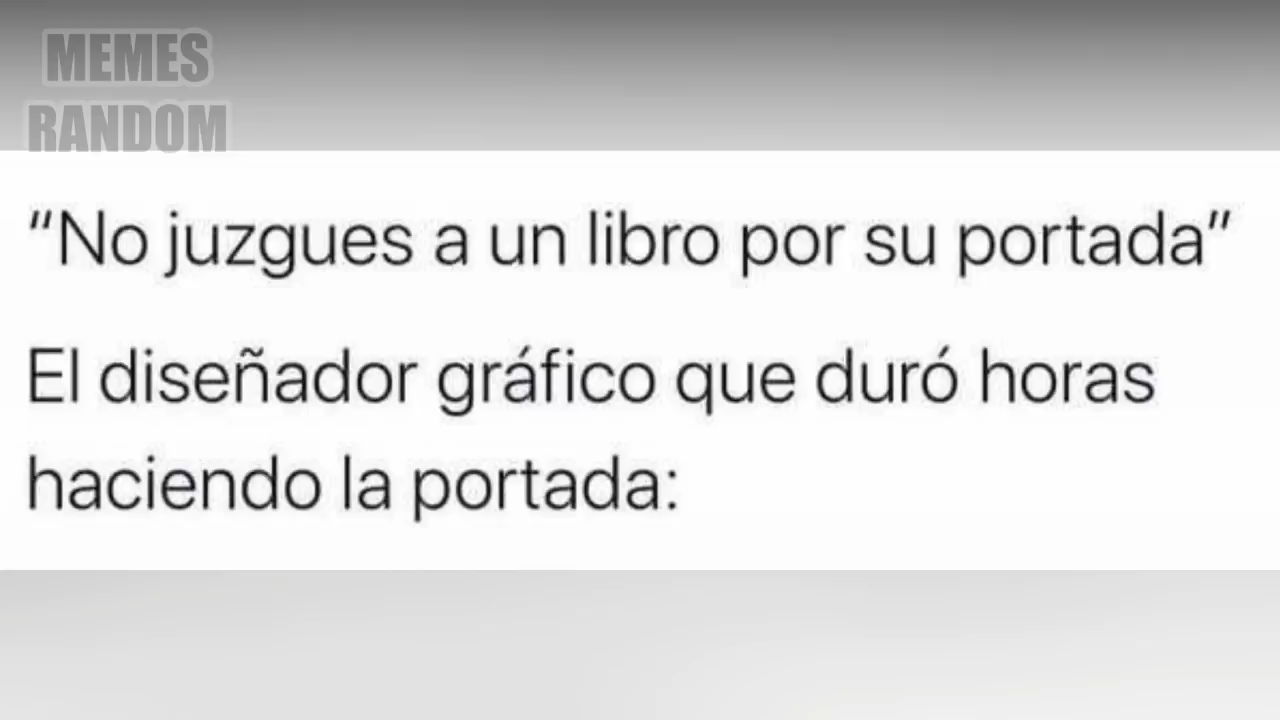 MEMES
RANDOM
“No juzgues a un libro por su portada”
El diseñador gráfico que duró horas
haciendo la portada: